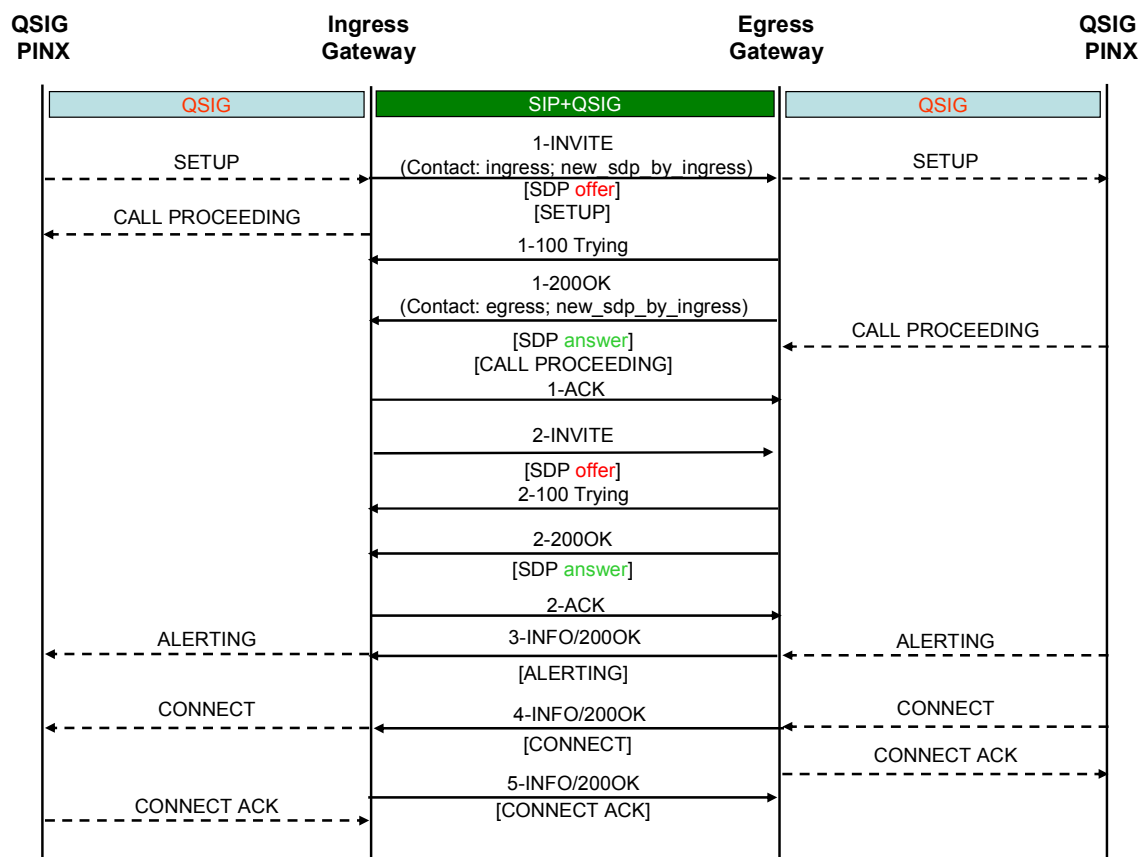 QSIG PINX
Ingress Gateway
Egress Gateway
QSIG PINX
QSIG
SIP+QSIG
QSIG
SETUP
1-INVITE
(Contact: ingress; new_sdp_by_ingress)
[SDP offer]
[SETUP]
SETUP
CALL PROCEEDING
1-100 Trying
1-200OK
(Contact: egress; new_sdp_by_ingress)
[SDP answer]
[CALL PROCEEDING]
CALL PROCEEDING
1-ACK
2-INVITE
[SDP offer]
2-100 Trying
2-200OK
[SDP answer]
2-ACK
ALERTING
3-INFO/200OK
[ALERTING]
ALERTING
CONNECT
4-INFO/200OK
[CONNECT]
CONNECT
CONNECT ACK
5-INFO/200OK
[CONNECT ACK]
CONNECT ACK